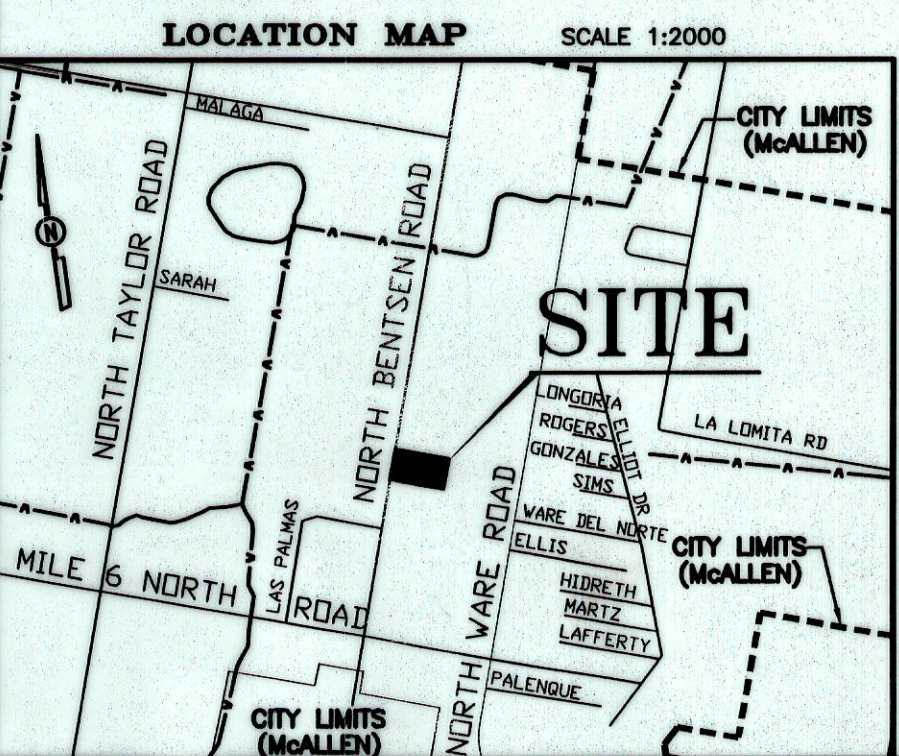 LOCATION MAP
SCALE 1:2000
MALAGA
CITY LIMITS
(McALLEN)
NORTH TAYLOR ROAD
N
NORTH BENTSEN ROAD
SARAH
SITE
LONGORIA
ROGERS
ELLIOT DR
LA LOMITA RD
GONZALES
SIMS
WARE DEL NORTE
ELLIS
NORTH WARE ROAD
LAS PALMAS
CITY LIMITS
(McALLEN)
MILE 6 NORTH ROAD
HIDRETH
MARTZ
LAFFERTY
PALENQUE
CITY LIMITS
(McALLEN)